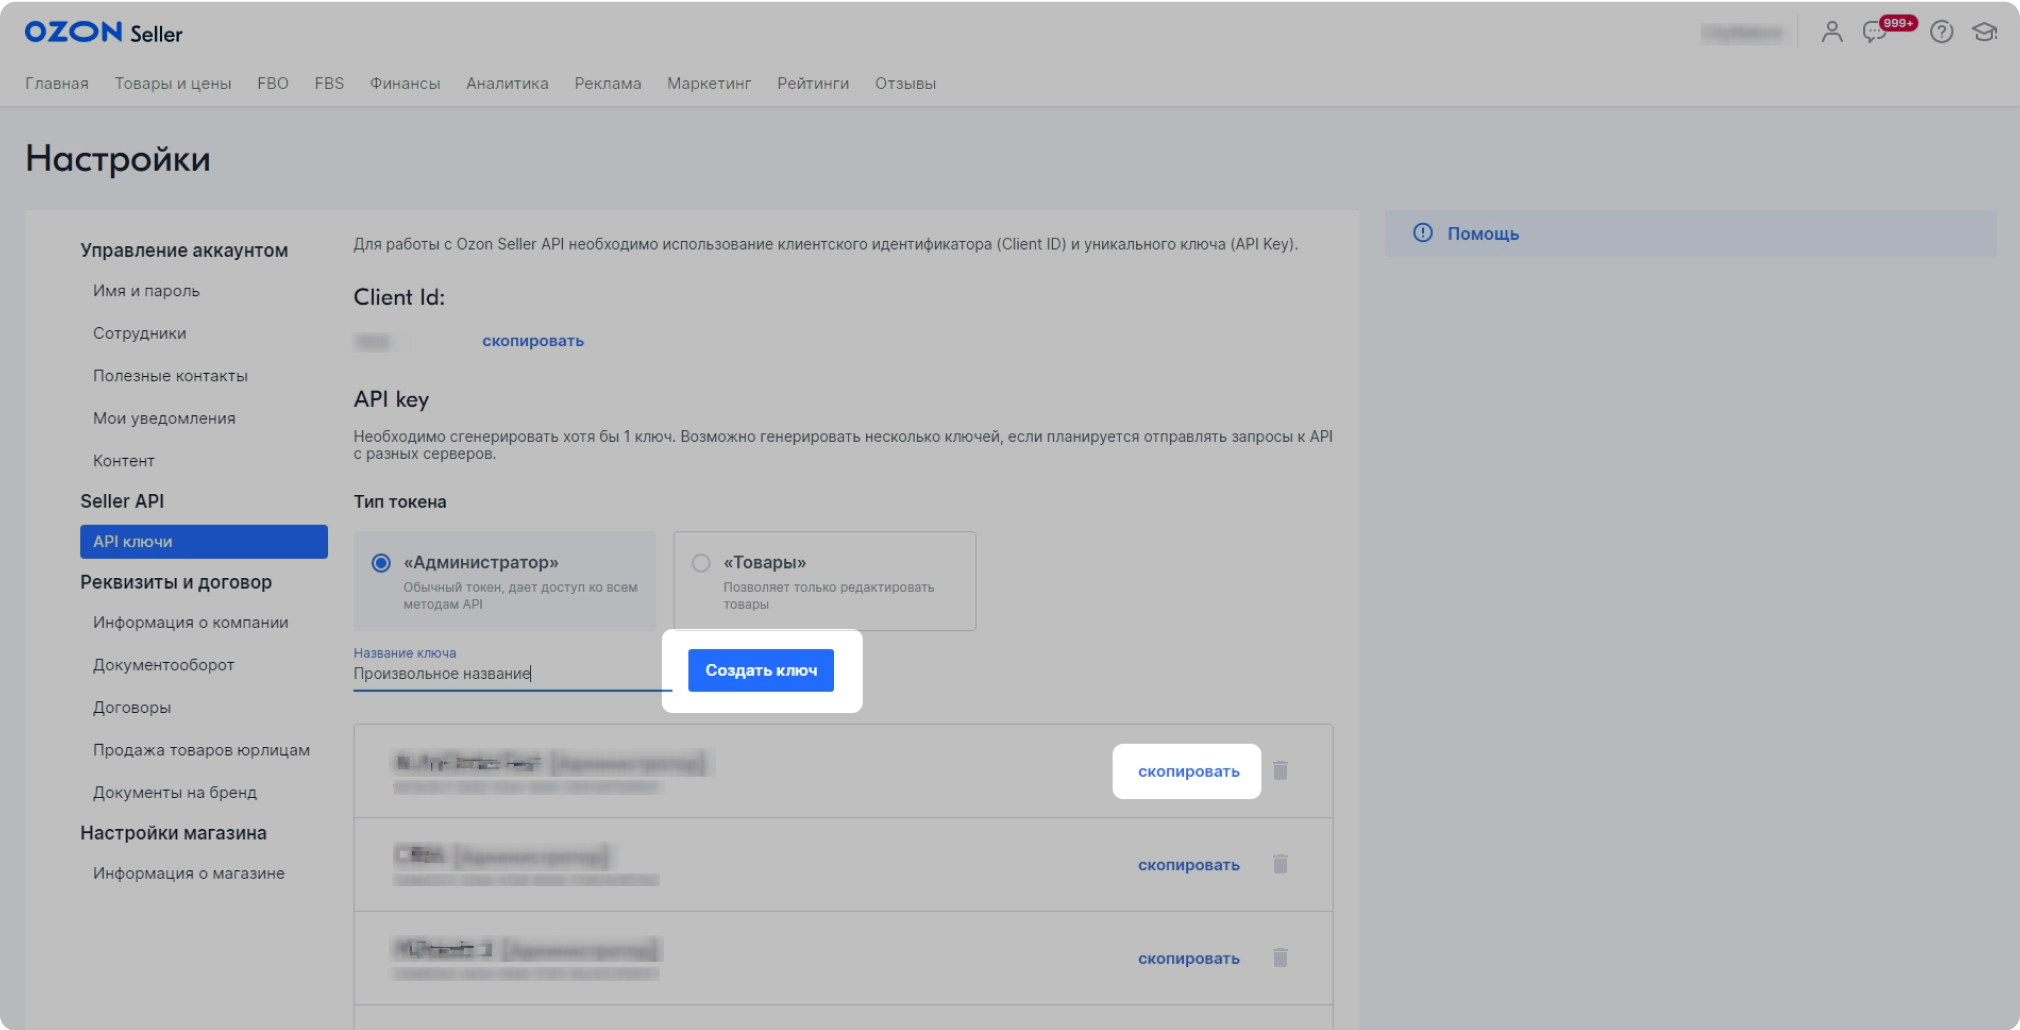 OZON Seller
999+
Главная Товары и цены FBO FBS Финансы Аналитика Реклама Маркетинг Рейтинги Отзывы
Настройки
Управление аккаунтом
Имя и пароль
Сотрудники
Полезные контакты
Мои уведомления
Контент
Seller API
API ключи
Реквизиты и договор
Информация о компании
Документооборот
Договоры
Продажа товаров юрлицам
Документы на бренд
Настройки магазина
Информация о магазине
Для работы с Ozon Seller API необходимо использование клиентского идентификатора (Client ID) и уникального ключа (API Key).
Client Id:
скопировать
API key
Необходимо сгенерировать хотя бы 1 ключ. Возможно генерировать несколько ключей, если планируется отправлять запросы к API
с разных серверов.
Тип токена
«Администратор»
Обычный токен, дает доступ ко всем
методам API
«Товары»
Позволяет только редактировать
товары
Название ключа
Произвольное название
Создать ключ
скопировать
скопировать
скопировать
Помощь